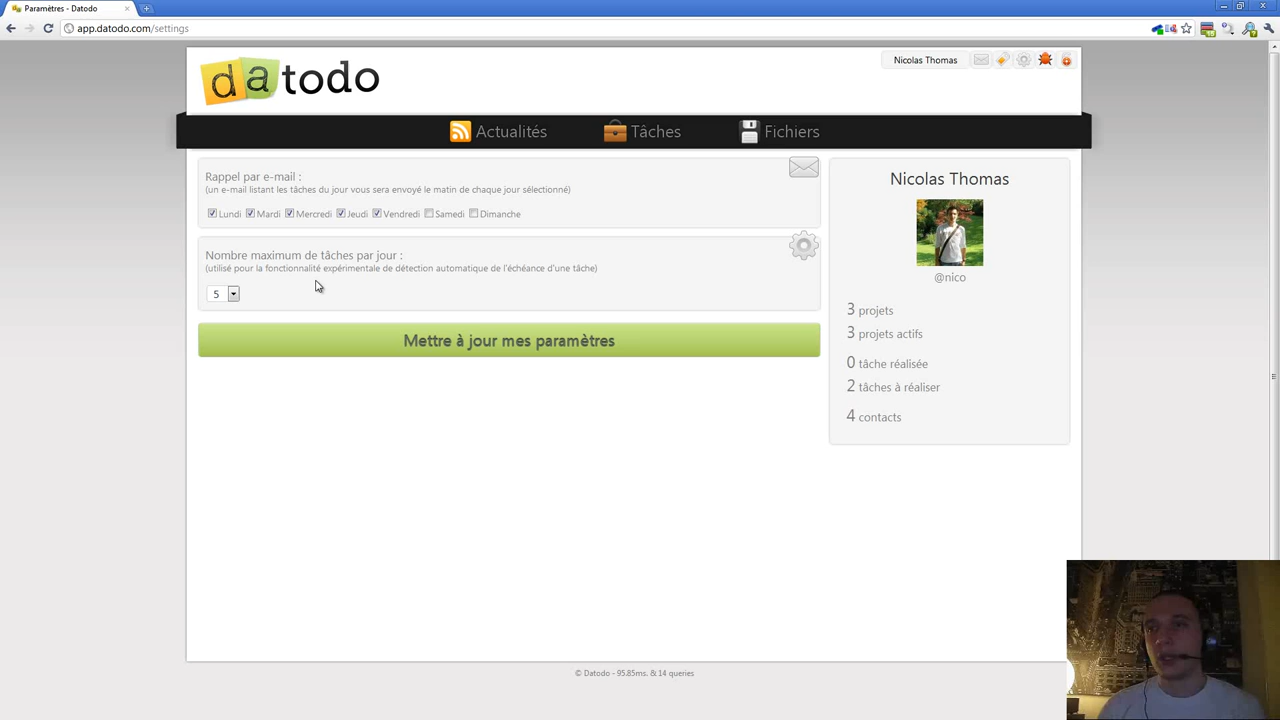 Paramètres - Datodo
app.datodo.com/settings
datodo
Nicolas Thomas
Actualités
Tâches
Fichiers
Rappel par e-mail :
(un e-mail listant les tâches du jour vous sera envoyé le matin de chaque jour sélectionné)
Lundi Mardi Mercredi Jeudi Vendredi Samedi Dimanche
Nombre maximum de tâches par jour :
(utilisé pour la fonctionnalité expérimentale de détection automatique de l'échéance d'une tâche)
5
Mettre à jour mes paramètres
Nicolas Thomas
@nico
3 projets
3 projets actifs
0 tâche réalisée
2 tâches à réaliser
4 contacts
© Datodo - 95.85ms. & 14 queries